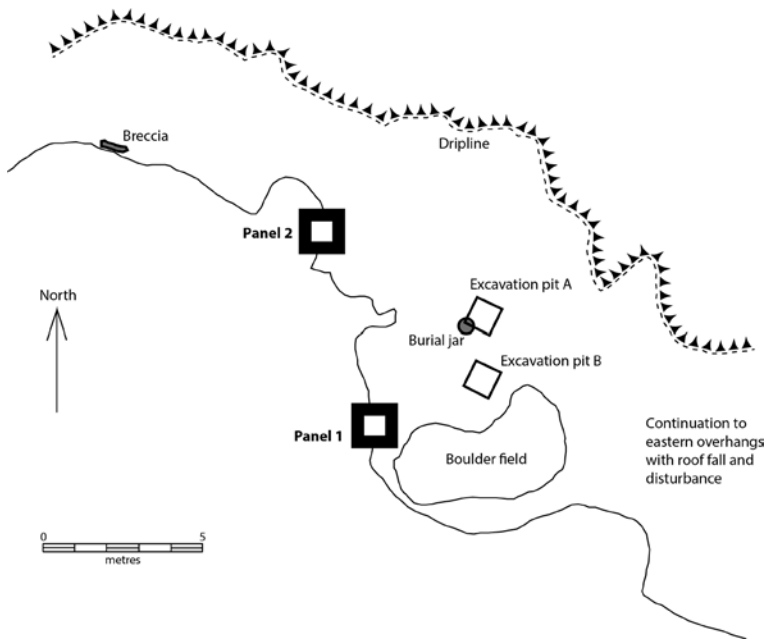 Breccia
Dripline
Panel 2
North
Excavation pit A
Burial jar
Excavation pit B
Panel 1
Boulder field
Continuation to
eastern overhangs
with roof fall and
disturbance
0 5
metres